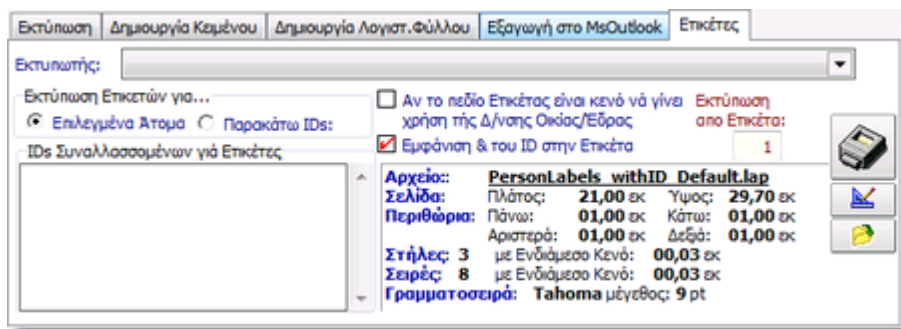 Εκτύπωση Δημιουργία Κειμένου Δημιουργία Λογιστ.Φύλλου Εξαγωγή στο MsOutlook Ετικέτες
Εκτυπωτής:
Εκτύπωση Ετικετών για...
Επιλεγμένα Άτομα Παρακάτω IDs:
IDs Συναλλασσομένων γιά Ετικέτες
Αν το πεδίο Ετικέτας είναι κενό νά γίνει
χρήση τής Δ/νσης Οικίας/Έδρας
Εμφάνιση & του ID στην Ετικέτα
Εκτύπωση
απο Ετικέτα:
1
Αρχείο:: PersonLabels_withID_Default.lap
Σελίδα: Πλάτος: 21,00 εκ Υψος: 29,70 εκ
Περιθώρια: Πάνω: 01,00 εκ Κάτω: 01,00 εκ
Αριστερά: 01,00 εκ Δεξιά: 01,00 εκ
Στήλες: 3 με Ενδιάμεσο Κενό: 00,03 εκ
Σειρές: 8 με Ενδιάμεσο Κενό: 00,03 εκ
Γραμματοσειρά: Tahoma μέγεθος: 9 pt